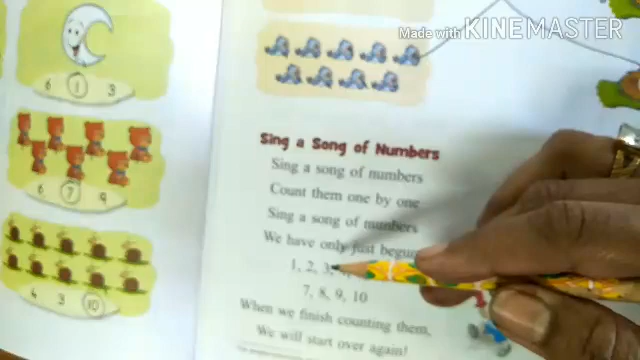 Made with KINEMASTER
6 1 3
6 7 9
4 3 10
Sing a Song of Numbers
Sing a song of numbers
Count them one by one
Sing a song of numbers
We have only just begun
1, 2, 3,
7, 8, 9, 10
When we finish counting them,
We will start over again!